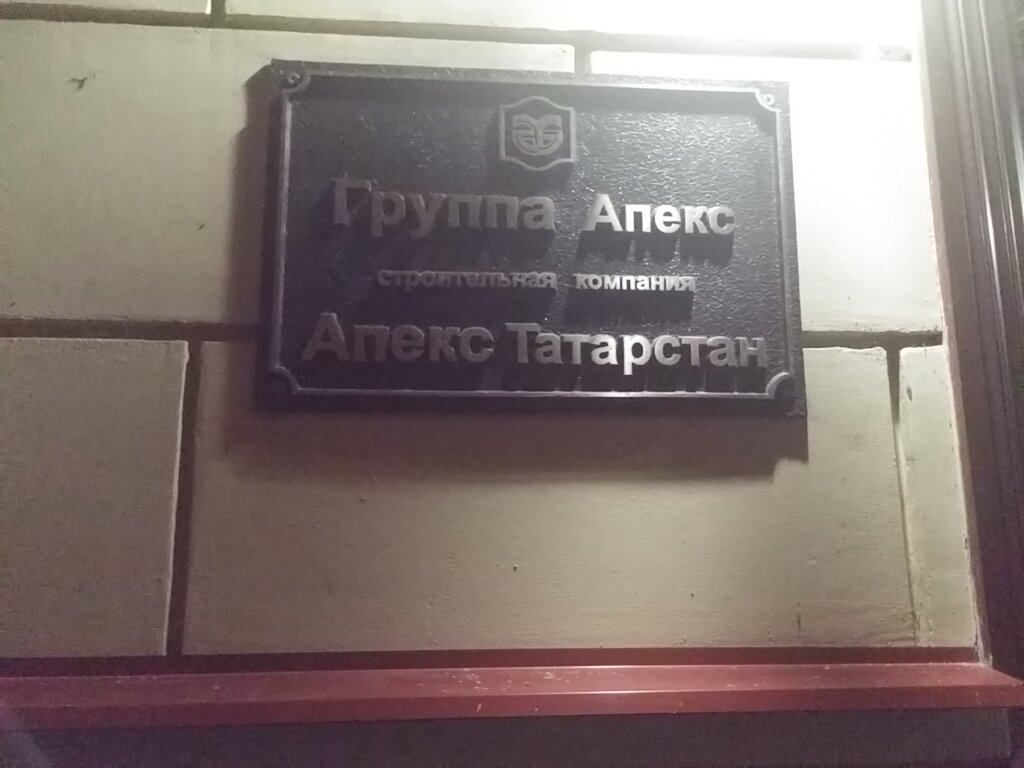 Группа Апекс
строительная компания
Апекс Татарстан